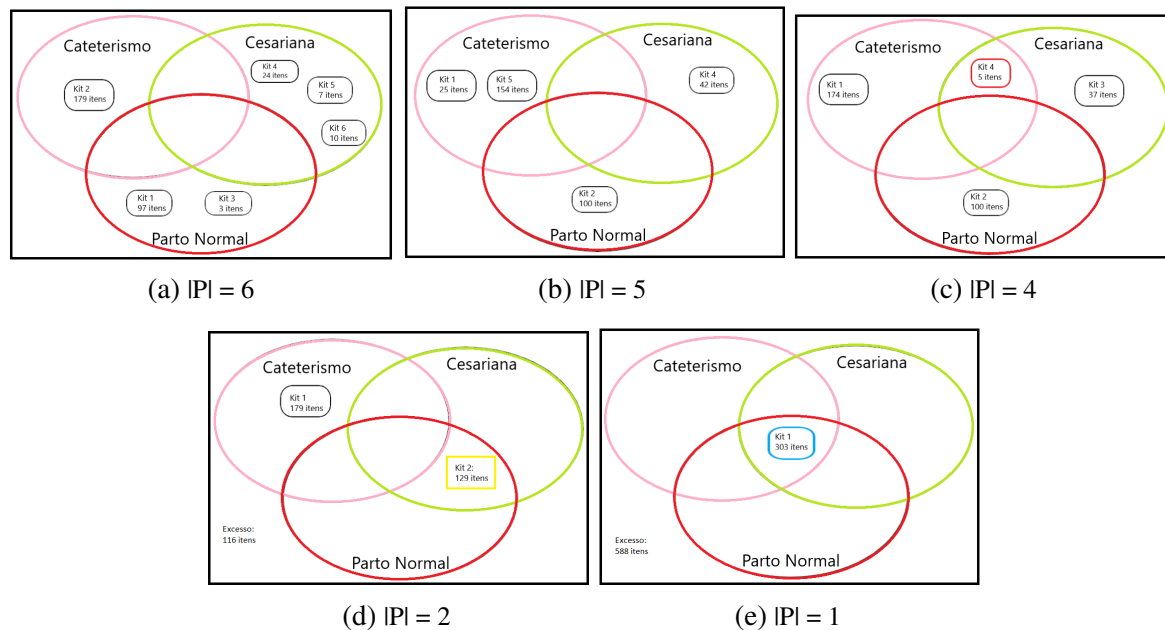 Cateterismo
Cesariana
Kit 2
179 itens
Kit 4
24 itens
Kit 5
7 itens
Kit 6
10 itens
Kit 1
97 itens
Kit 3
3 itens
Parto Normal
(a) |P| = 6
Cateterismo
Cesariana
Kit 1
25 itens
Kit 5
154 itens
Kit 4
42 itens
Kit 2
100 itens
Parto Normal
(b) |P| = 5
Cateterismo
Cesariana
Kit 1
174 itens
Kit 4
5 itens
Kit 3
37 itens
Kit 2
100 itens
Parto Normal
(c) |P| = 4
Cateterismo
Cesariana
Kit 1
179 itens
Kit 2:
129 itens
Excesso:
116 itens
Parto Normal
(d) |P| = 2
Cateterismo
Cesariana
Kit 1
303 itens
Excesso:
588 itens
Parto Normal
(e) |P| = 1